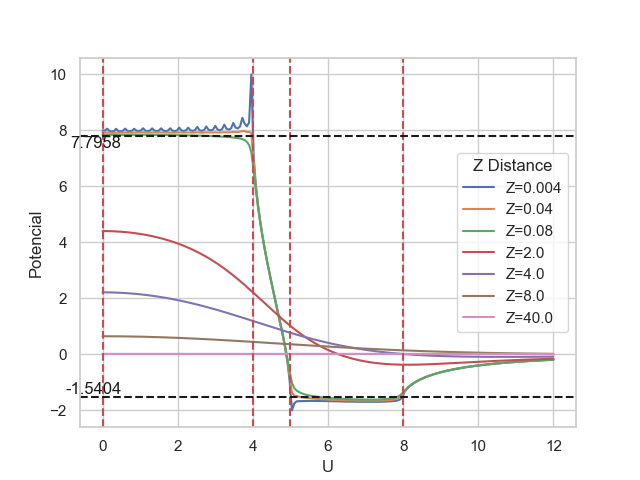 10
8
7.7958
6
4
2
0
-1.5404
−2
Potencial
Z Distance
Z=0.004
Z=0.04
Z=0.08
Z=2.0
Z=4.0
Z=8.0
Z=40.0
0 2 4 6 8 10 12
U